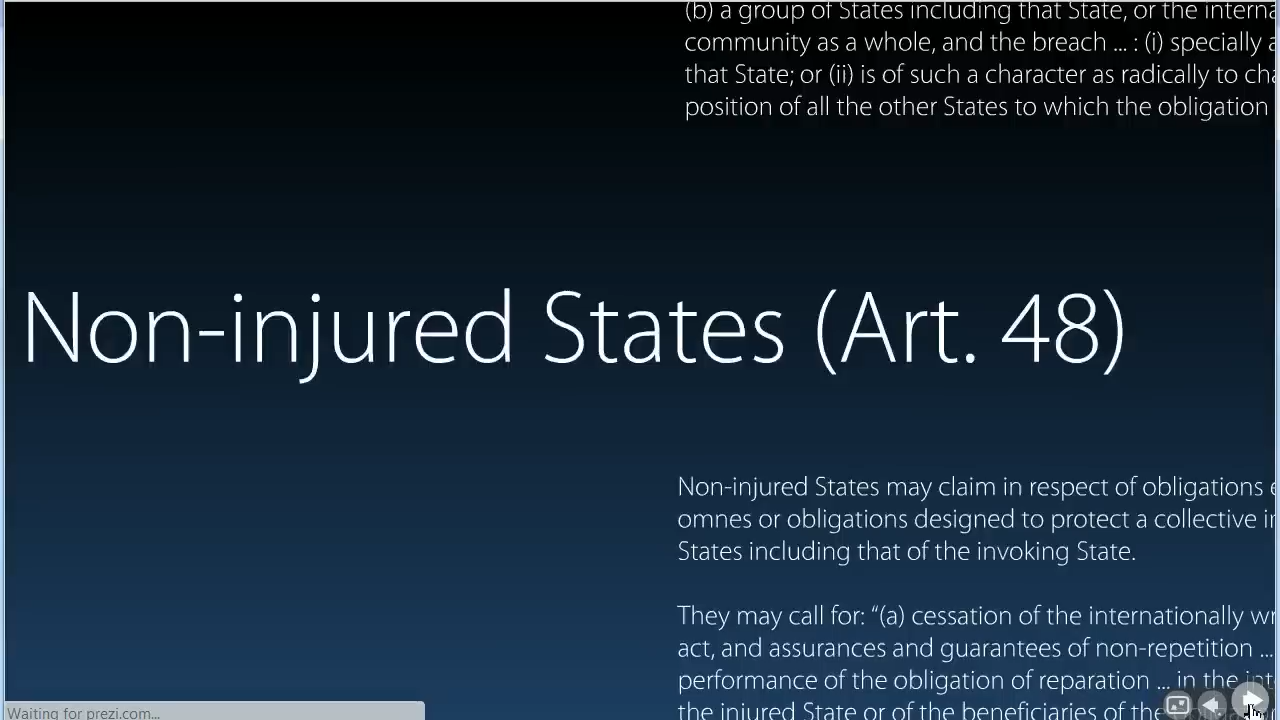 (b) a group of States including that State, or the interna
community as a whole, and the breach ... : (i) specially a
that State; or (ii) is of such a character as radically to cha
position of all the other States to which the obligation
Non-injured States (Art. 48)
Non-injured States may claim in respect of obligations e
omnes or obligations designed to protect a collective in
States including that of the invoking State.
They may call for: “(a) cessation of the internationally wr
act, and assurances and guarantees of non-repetition ...
performance of the obligation of reparation ... in the int
the injured State or of the beneficiaries of the
Waiting for prezi.com...